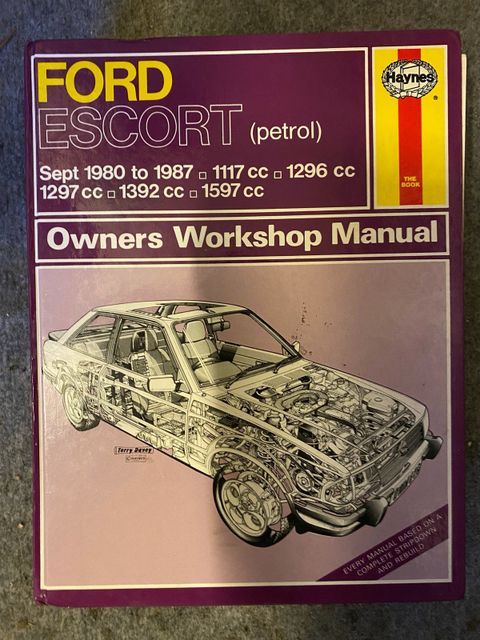 FORD
ESCORT (petrol)
Sept 1980 to 1987 □ 1117 cc □ 1296 cc
1297 cc □ 1392 cc □ 1597 cc
Haynes
®
THE
BOOK
Owners Workshop Manual
Terry Davey
EVERY MANUAL BASED ON A
COMPLETE STRIPDOWN
AND REBUILD